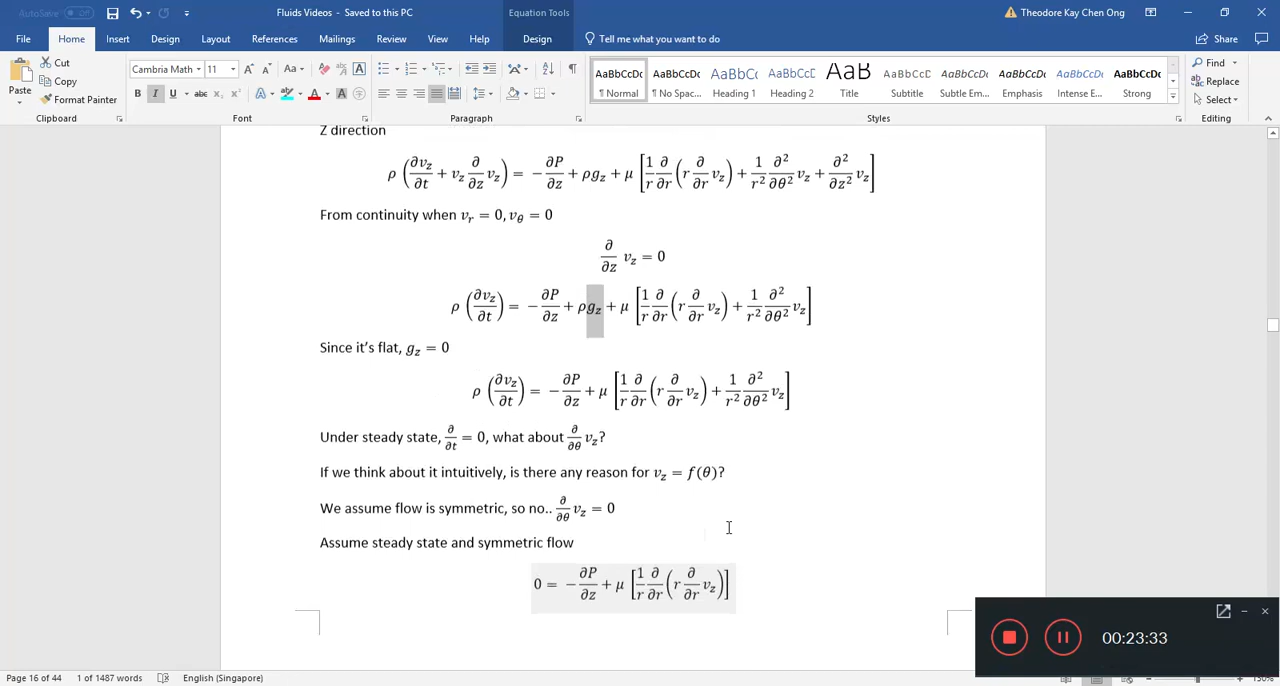 AutoSave Off Fluids Videos - Saved to this PC Equation Tools Theodore Kay Chen Ong
File Home Insert Design Layout References Mailings Review View Help Design Tell me what you want to do Share
Paste Cut Copy Format Painter
Cambria Math 11 Aa A
B I U abc x₂ x² A A A
AaBbCcDc AaBbCcDc AaBbCc AaBbCcD AaB AaBbCcD AaBbCcDc AaBbCcDc AaBbCcDc AaBbCcDc
¶ Normal ¶ No Spac... Heading 1 Heading 2 Title Subtitle Subtle Em... Emphasis Intense E... Strong
Find Replace Select
Clipboard Font Paragraph Styles Editing
Z direction
ρ (∂v_z/∂t + v_z ∂/∂z v_z) = −∂P/∂z + ρg_z + μ [1/r ∂/∂r (r ∂/∂r v_z) + 1/r² ∂²/∂θ² v_z + ∂²/∂z² v_z]
From continuity when v_r = 0, v_θ = 0
∂/∂z v_z = 0
ρ (∂v_z/∂t) = −∂P/∂z + ρg_z + μ [1/r ∂/∂r (r ∂/∂r v_z) + 1/r² ∂²/∂θ² v_z]
Since it's flat, g_z = 0
ρ (∂v_z/∂t) = −∂P/∂z + μ [1/r ∂/∂r (r ∂/∂r v_z) + 1/r² ∂²/∂θ² v_z]
Under steady state, ∂/∂t = 0, what about ∂/∂θ v_z?
If we think about it intuitively, is there any reason for v_z = f(θ)?
We assume flow is symmetric, so no.. ∂/∂θ v_z = 0
Assume steady state and symmetric flow
0 = −∂P/∂z + μ [1/r ∂/∂r (r ∂/∂r v_z)]
00:23:33
Page 16 of 44 1 of 1487 words English (Singapore) 130%